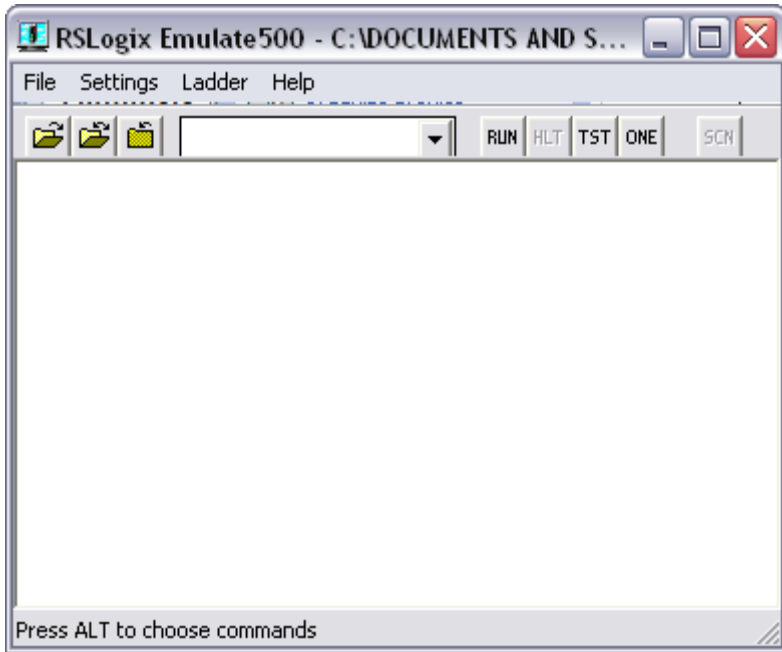 RSLogix Emulate500 - C:\DOCUMENTS AND S...
File Settings Ladder Help
RUN HLT TST ONE SCN
Press ALT to choose commands